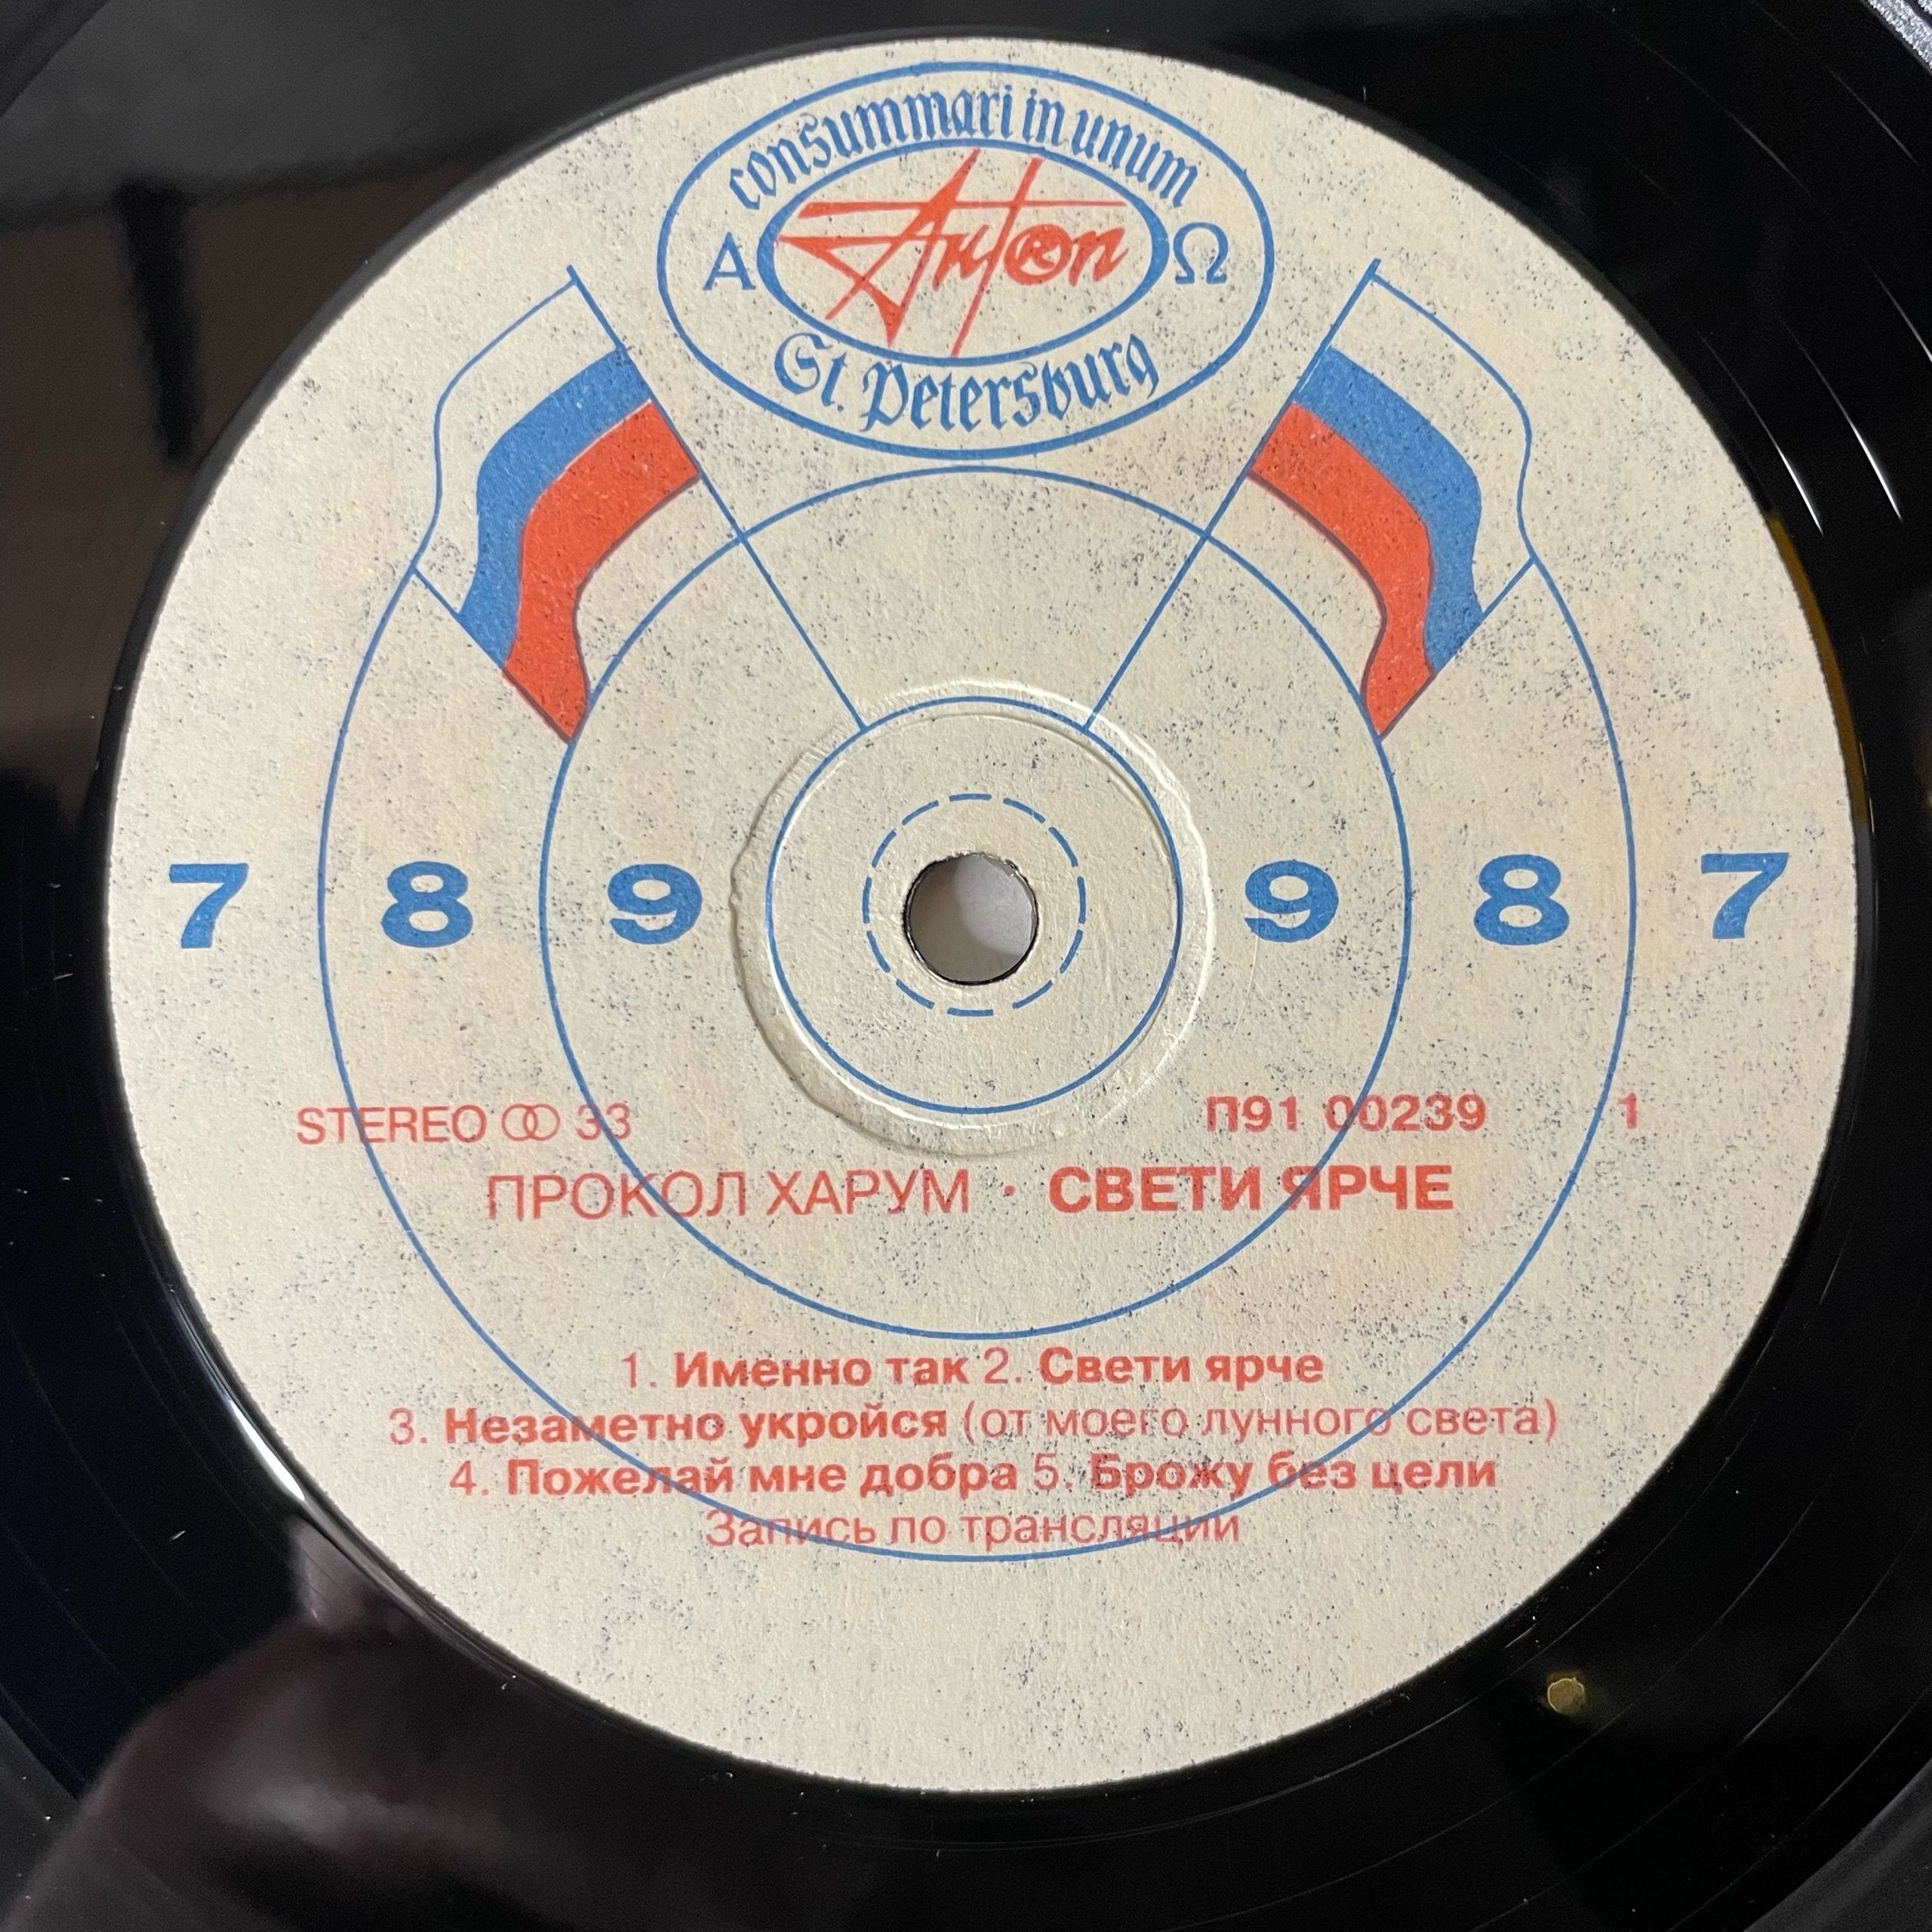 consummari in unum
Α AnTRop Ω
St. Petersburg
7 8 9 9 8 7
STEREO 33 П91 00239 1
ПРОКОЛ ХАРУМ · СВЕТИ ЯРЧЕ
1. Именно так 2. Свети ярче
3. Незаметно укройся (от моего лунного света)
4. Пожелай мне добра 5. Брожу без цели
Запись по трансляции